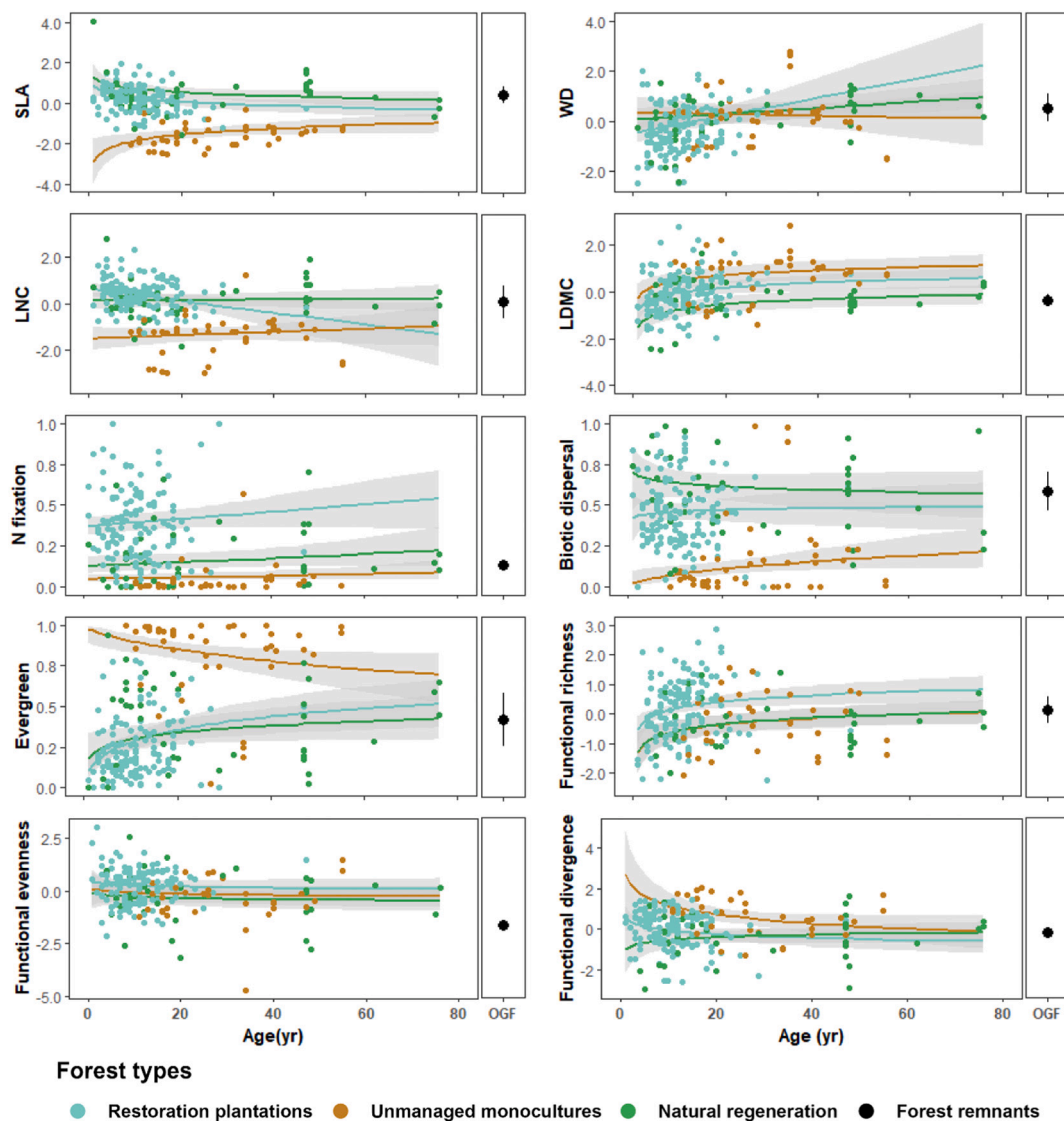 SLA
4.0
2.0
0.0
-2.0
-4.0
WD
4.0
2.0
0.0
-2.0
LNC
2.0
0.0
-2.0
LDMC
2.0
0.0
-2.0
-4.0
N fixation
1.0
0.8
0.5
0.2
0.0
Biotic dispersal
1.0
0.8
0.5
0.2
0.0
Evergreen
1.0
0.8
0.5
0.2
0.0
Functional richness
3.0
2.0
1.0
0.0
-1.0
-2.0
Functional evenness
2.5
0.0
-2.5
-5.0
0 20 40 60 80 OGF
Age(yr)
Functional divergence
4
2
0
-2
0 20 40 60 80 OGF
Age (yr)
Forest types
Restoration plantations Unmanaged monocultures Natural regeneration Forest remnants